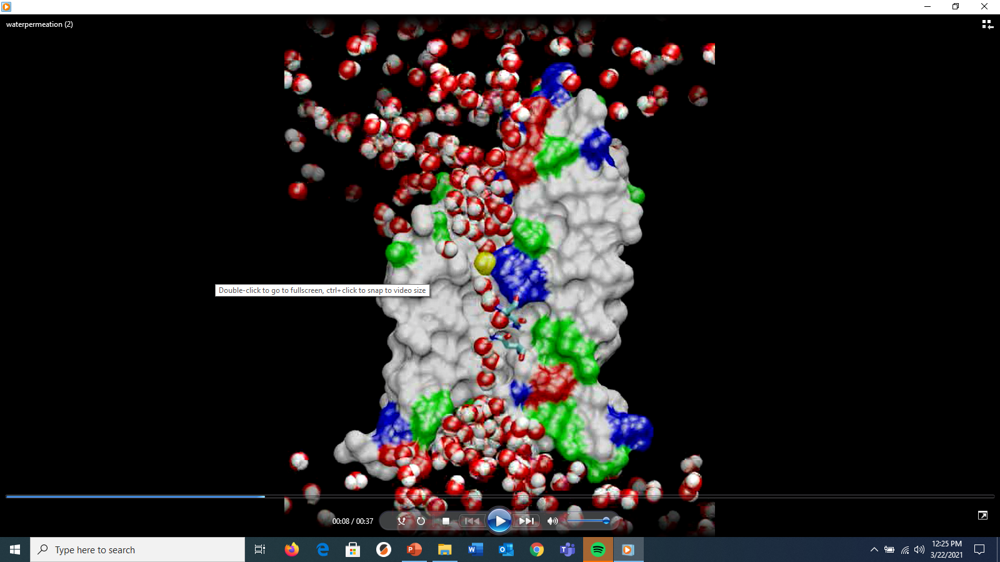 waterpermeation (2)
Double-click to go to fullscreen, ctrl+click to snap to video size
00:08 / 00:37
Type here to search
12:25 PM
3/22/2021